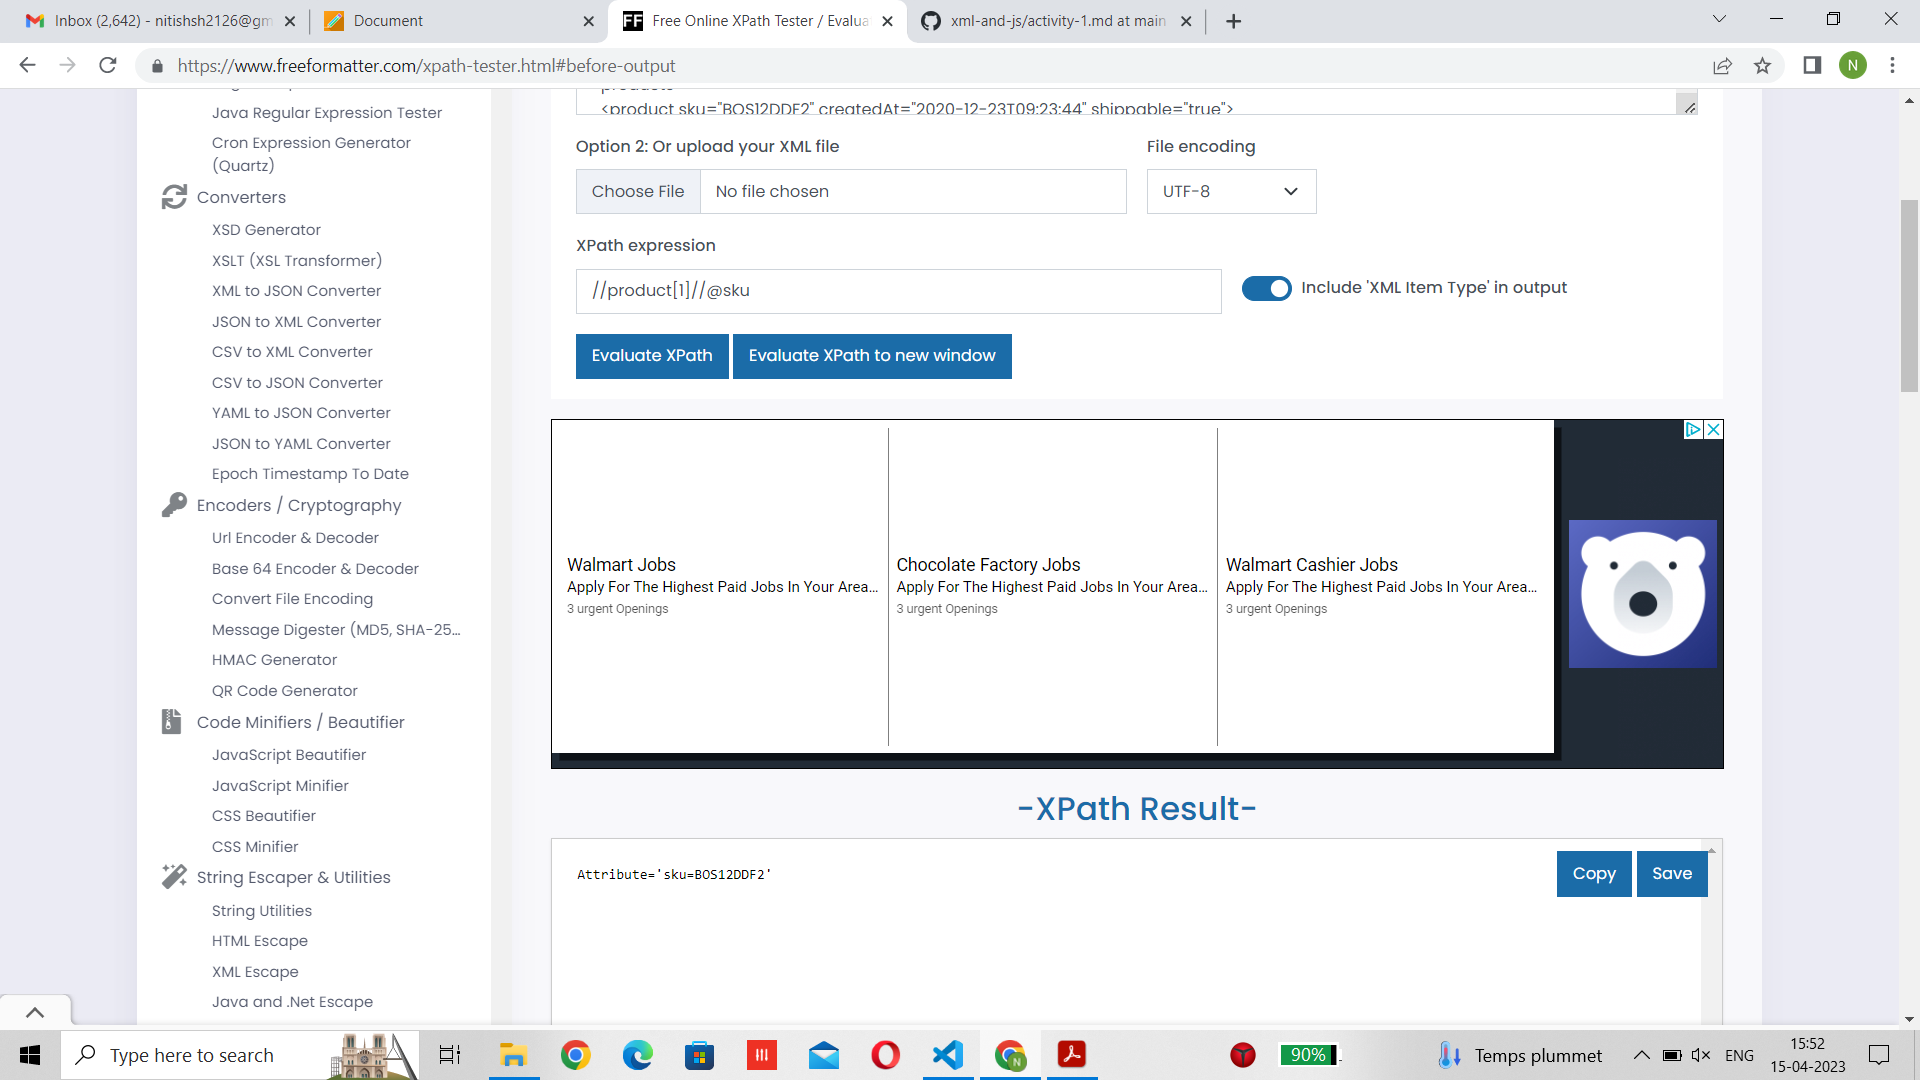 Inbox (2,642) - nitishsh2126@gm
Document
Free Online XPath Tester / Evalua
xml-and-js/activity-1.md at main
https://www.freeformatter.com/xpath-tester.html#before-output
N
Java Regular Expression Tester
Cron Expression Generator
(Quartz)
Converters
XSD Generator
XSLT (XSL Transformer)
XML to JSON Converter
JSON to XML Converter
CSV to XML Converter
CSV to JSON Converter
YAML to JSON Converter
JSON to YAML Converter
Epoch Timestamp To Date
Encoders / Cryptography
Url Encoder & Decoder
Base 64 Encoder & Decoder
Convert File Encoding
Message Digester (MD5, SHA-25...
HMAC Generator
QR Code Generator
Code Minifiers / Beautifier
JavaScript Beautifier
JavaScript Minifier
CSS Beautifier
CSS Minifier
String Escaper & Utilities
String Utilities
HTML Escape
XML Escape
Java and .Net Escape
products
<product sku="BOS12DDF2" createdAt="2020-12-23T09:23:44" shippable="true">
Option 2: Or upload your XML file
File encoding
Choose File No file chosen
UTF-8
XPath expression
//product[1]//@sku
Include 'XML Item Type' in output
Evaluate XPath
Evaluate XPath to new window
Walmart Jobs
Apply For The Highest Paid Jobs In Your Area...
3 urgent Openings
Chocolate Factory Jobs
Apply For The Highest Paid Jobs In Your Area...
3 urgent Openings
Walmart Cashier Jobs
Apply For The Highest Paid Jobs In Your Area...
3 urgent Openings
-XPath Result-
Attribute='sku=BOS12DDF2'
Copy
Save
Type here to search
90%
Temps plummet
ENG
15:52
15-04-2023